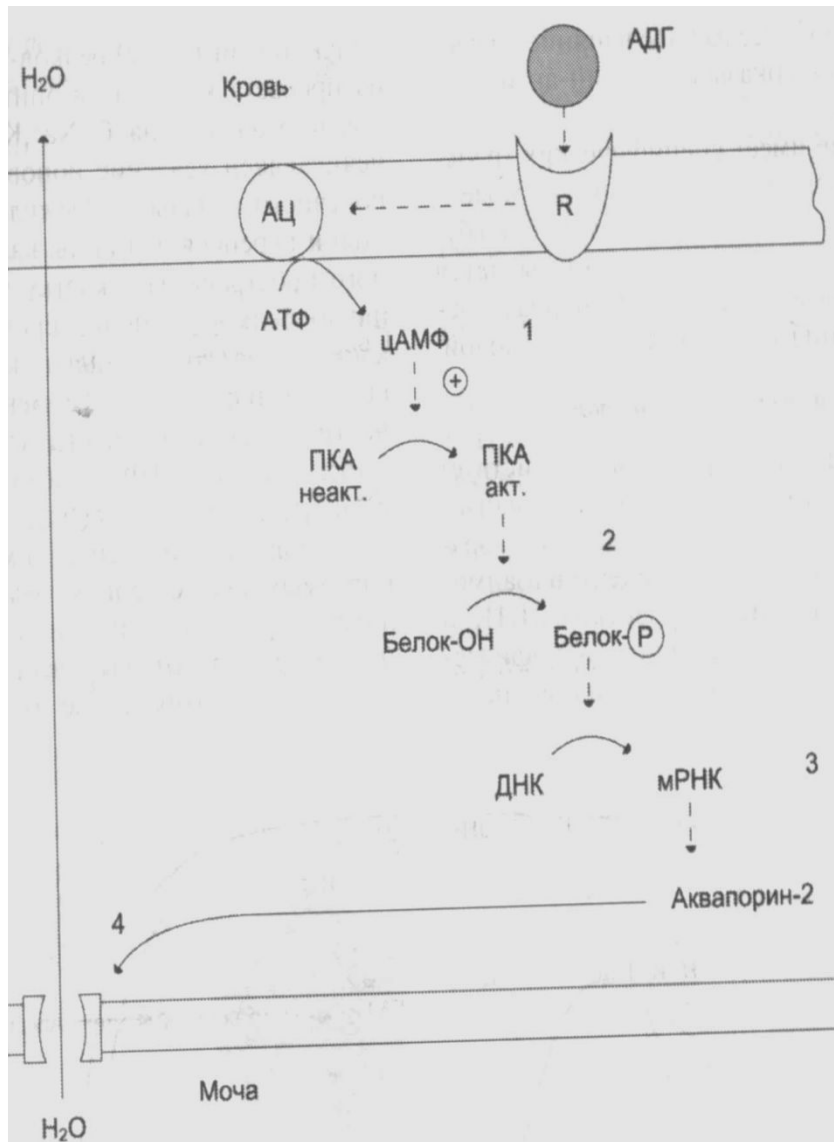 АДГ
H₂O
Кровь
АЦ
R
АТФ
цАМФ
1
+
ПКА
неакт.
ПКА
акт.
2
Белок-ОН
Белок-Р
ДНК
мРНК
3
Аквапорин-2
4
Моча
H₂O